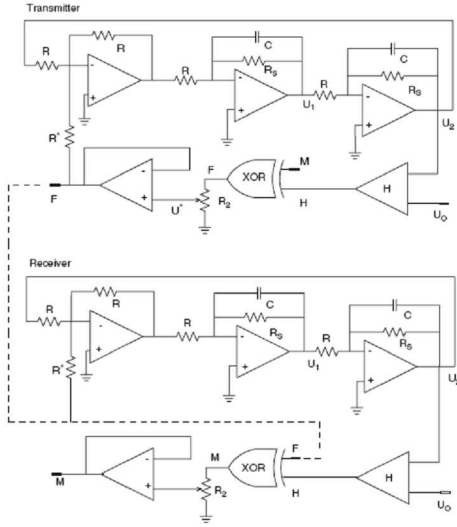 Transmitter
R
C
R
R
Rs
R
C
Rs
U1
U2
R*
F
M
XOR
H
F
U*
R2
H
Uo
Receiver
R
C
R
R
Rs
R
C
Rs
U1
U
R*
F
M
XOR
H
M
R2
H
Uo